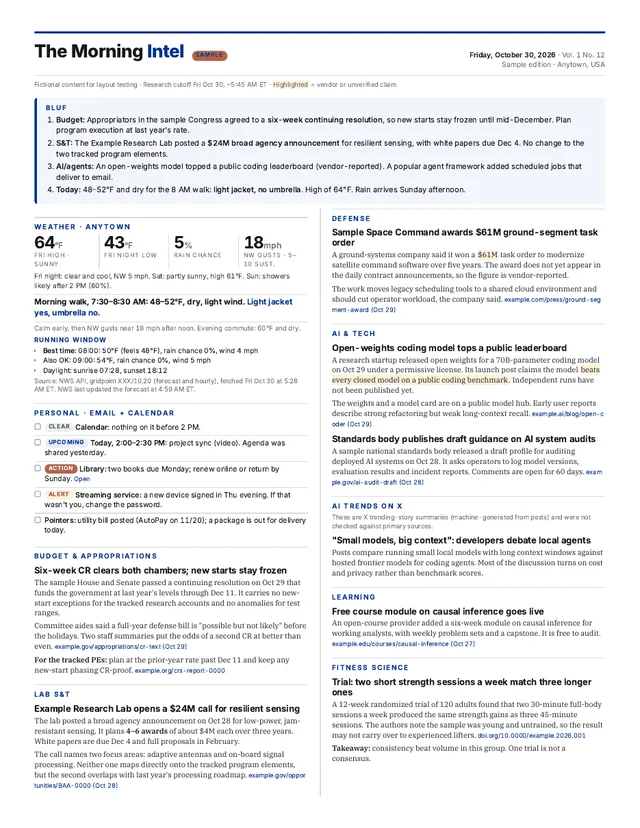 The Morning Intel SAMPLE
Friday, October 30, 2026 · Vol. 1 No. 12
Sample edition · Anytown, USA
Fictional content for layout testing · Research cutoff Fri Oct 30, ~5:45 AM ET · Highlighted = vendor or unverified claim
BLUF
1. Budget: Appropriators in the sample Congress agreed to a six-week continuing resolution, so new starts stay frozen until mid-December. Plan
program execution at last year's rate.
2. S&T: The Example Research Lab posted a $24M broad agency announcement for resilient sensing, with white papers due Dec 4. No change to the
two tracked program elements.
3. AI/agents: An open-weights model topped a public coding leaderboard (vendor-reported). A popular agent framework added scheduled jobs that
deliver to email.
4. Today: 48–52°F and dry for the 8 AM walk: light jacket, no umbrella. High of 64°F. Rain arrives Sunday afternoon.
WEATHER · ANYTOWN
64°F
FRI HIGH ·
SUNNY
43°F
FRI NIGHT LOW
5%
RAIN CHANCE
18mph
NW GUSTS · 5–
10 SUST.
Fri night: clear and cool, NW 5 mph. Sat: partly sunny, high 61°F. Sun: showers
likely after 2 PM (60%).
Morning walk, 7:30–8:30 AM: 48–52°F, dry, light wind. Light jacket
yes, umbrella no.
Calm early, then NW gusts near 18 mph after noon. Evening commute: 60°F and dry.
RUNNING WINDOW
• Best time: 08:00: 50°F (feels 48°F), rain chance 0%, wind 4 mph
• Also OK: 09:00: 54°F, rain chance 0%, wind 5 mph
• Daylight: sunrise 07:28, sunset 18:12
Source: NWS API, gridpoint XXX/10,20 (forecast and hourly), fetched Fri Oct 30 at 5:28
AM ET. NWS last updated the forecast at 4:59 AM ET.
PERSONAL · EMAIL + CALENDAR
CLEAR Calendar: nothing on it before 2 PM.
UPCOMING Today, 2:00–2:30 PM: project sync (video). Agenda was
shared yesterday.
ACTION Library: two books due Monday; renew online or return by
Sunday. Open
ALERT Streaming service: a new device signed in Thu evening. If that
wasn't you, change the password.
Pointers: utility bill posted (AutoPay on 11/20); a package is out for delivery
today.
BUDGET & APPROPRIATIONS
Six-week CR clears both chambers; new starts stay frozen
The sample House and Senate passed a continuing resolution on Oct 29 that
funds the government at last year's levels through Dec 11. It carries no new-
start exceptions for the tracked research accounts and no anomalies for test
ranges.
Committee aides said a full-year defense bill is "possible but not likely" before
the holidays. Two staff summaries put the odds of a second CR at better than
even. example.gov/appropriations/cr-text (Oct 29)
For the tracked PEs: plan at the prior-year rate past Dec 11 and keep any
new-start phasing CR-proof. example.org/crs-report-0000
LAB S&T
Example Research Lab opens a $24M call for resilient sensing
The lab posted a broad agency announcement on Oct 28 for low-power, jam-
resistant sensing. It plans 4–6 awards of about $4M each over three years.
White papers are due Dec 4 and full proposals in February.
The call names two focus areas: adaptive antennas and on-board signal
processing. Neither one maps directly onto the tracked program elements,
but the second overlaps with last year's processing roadmap. example.gov/oppor
tunities/BAA-0000 (Oct 28)
DEFENSE
Sample Space Command awards $61M ground-segment task
order
A ground-systems company said it won a $61M task order to modernize
satellite command software over five years. The award does not yet appear in
the daily contract announcements, so the figure is vendor-reported.
The work moves legacy scheduling tools to a shared cloud environment and
should cut operator workload, the company said. example.com/press/ground-seg
ment-award (Oct 29)
AI & TECH
Open-weights coding model tops a public leaderboard
A research startup released open weights for a 70B-parameter coding model
on Oct 29 under a permissive license. Its launch post claims the model beats
every closed model on a public coding benchmark. Independent runs have
not been published yet.
The weights and a model card are on a public model hub. Early user reports
describe strong refactoring but weak long-context recall. example.ai/blog/open-c
oder (Oct 29)
Standards body publishes draft guidance on AI system audits
A sample national standards body released a draft profile for auditing
deployed AI systems on Oct 28. It asks operators to log model versions,
evaluation results and incident reports. Comments are open for 60 days. exam
ple.gov/ai-audit-draft (Oct 28)
AI TRENDS ON X
These are X trending-story summaries (machine-generated from posts) and were not
checked against primary sources.
"Small models, big context": developers debate local agents
Posts compare running small local models with long context windows against
hosted frontier models for coding agents. Most of the discussion turns on cost
and privacy rather than benchmark scores.
LEARNING
Free course module on causal inference goes live
An open-course provider added a six-week module on causal inference for
working analysts, with weekly problem sets and a capstone. It is free to audit.
example.edu/courses/causal-inference (Oct 27)
FITNESS SCIENCE
Trial: two short strength sessions a week match three longer
ones
A 12-week randomized trial of 120 adults found that two 30-minute full-body
sessions a week produced the same strength gains as three 45-minute
sessions. The authors note the sample was young and untrained, so the result
may not carry over to experienced lifters. doi.org/10.0000/example.2026.001
Takeaway: consistency beat volume in this group. One trial is not a
consensus.